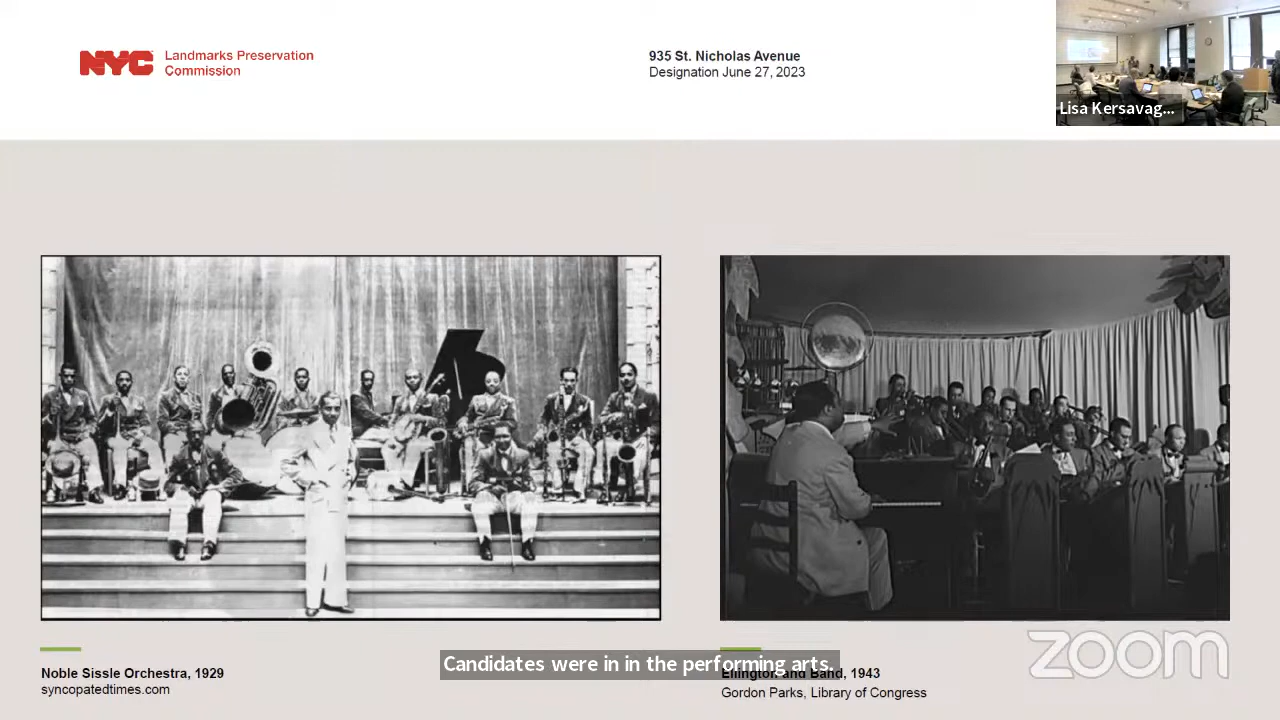 NYC
Landmarks Preservation
Commission
935 St. Nicholas Avenue
Designation June 27, 2023
Lisa Kersavag...
Noble Sissle Orchestra, 1929
syncopatedtimes.com
Candidates were in in the performing arts.
Ellington and Band, 1943
Gordon Parks, Library of Congress
zoom